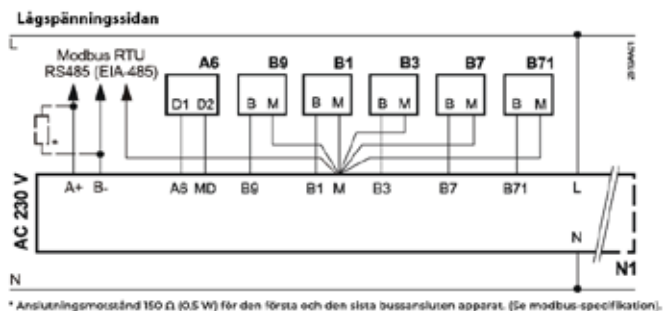 Lågspänningssidan
L
Modbus RTU
RS485 (EIA-485)
A6 B9 B1 B3 B7 B71
D1 D2 B M B M B M B M B M
*
A+ B- A6 MD B9 B1 M B3 B7 B71 L
AC 230 V
N
N1
N
* Anslutningsmotstånd 150 Ω (0,5 W) för den första och den sista bussansluten apparat. (Se modbus-specifikation).